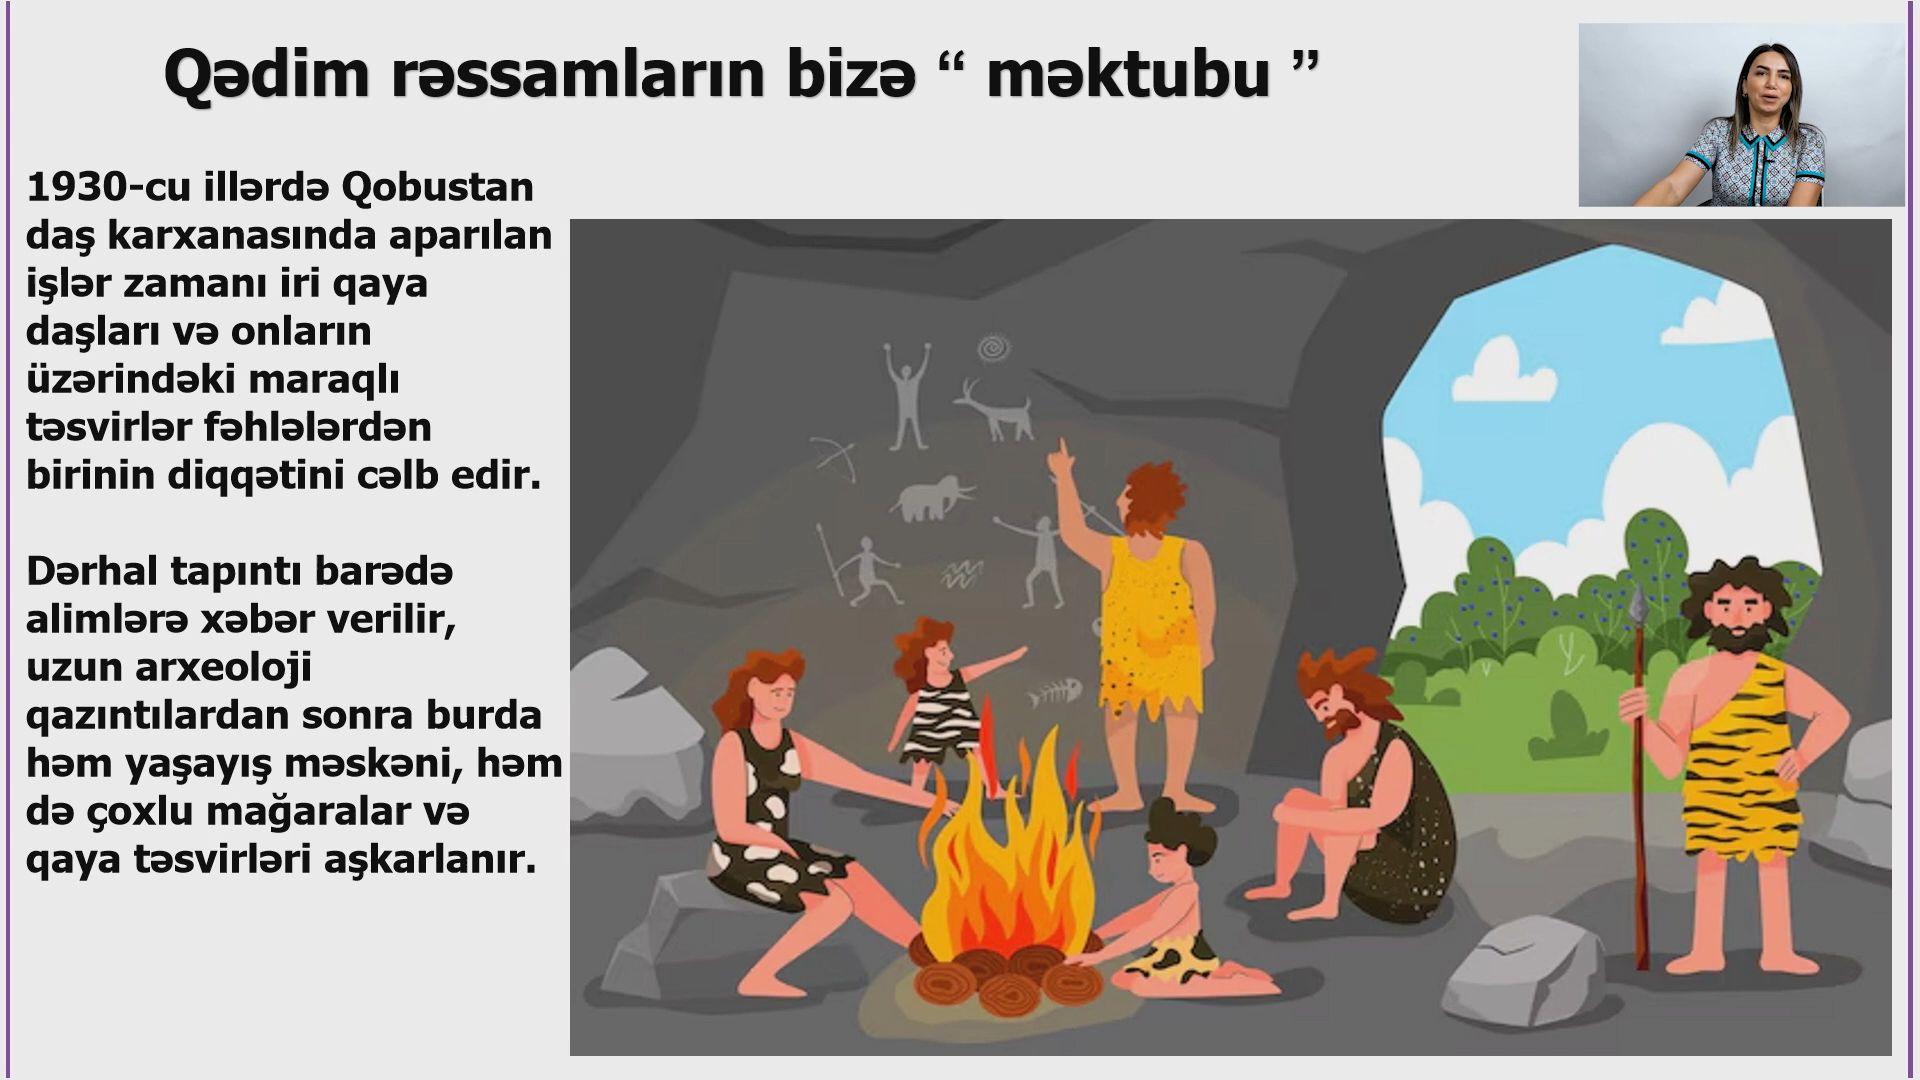 Qədim rəssamların bizə “ məktubu ”
1930-cu illərdə Qobustan
daş karxanasında aparılan
işlər zamanı iri qaya
daşları və onların
üzərindəki maraqlı
təsvirlər fəhlələrdən
birinin diqqətini cəlb edir.
Dərhal tapıntı barədə
alimlərə xəbər verilir,
uzun arxeoloji
qazıntılardan sonra burda
həm yaşayış məskəni, həm
də çoxlu mağaralar və
qaya təsvirləri aşkarlanır.